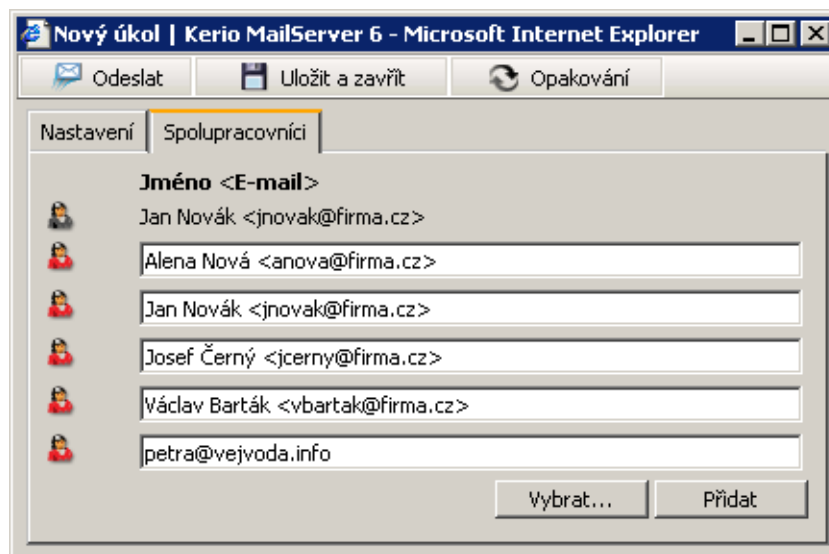 Nový úkol | Kerio MailServer 6 - Microsoft Internet Explorer
Odeslat Uložit a zavřít Opakování
Nastavení Spolupracovníci
Jméno <E-mail>
Jan Novák <jnovak@firma.cz>
Alena Nová <anova@firma.cz>
Jan Novák <jnovak@firma.cz>
Josef Černý <jcerny@firma.cz>
Václav Barták <vbartak@firma.cz>
petra@vejvoda.info
Vybrat... Přidat